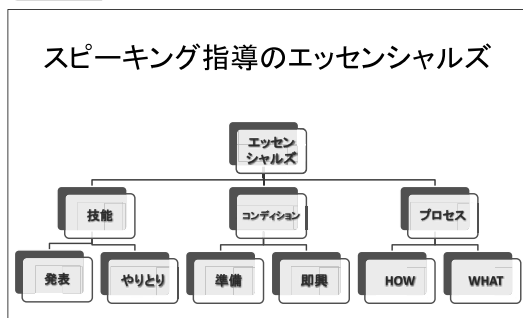 スピーキング指導のエッセンシャルズ
エッセン
シャルズ
技能
コンディション
プロセス
発表
やりとり
準備
即興
HOW
WHAT